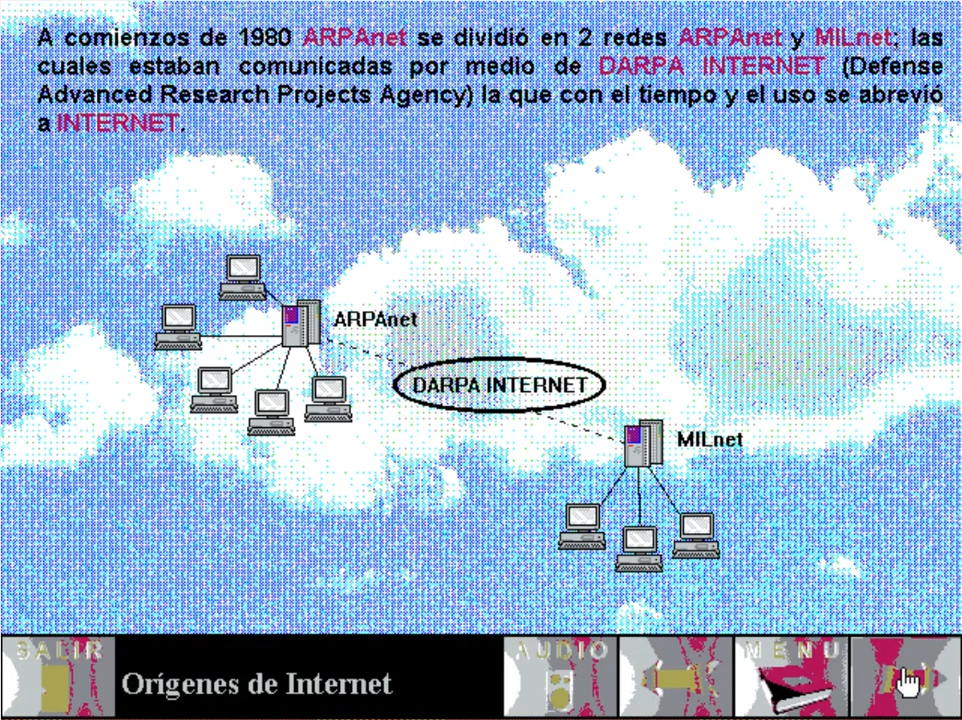 A comienzos de 1980 ARPAnet se dividió en 2 redes ARPAnet y MILnet; las
cuales estaban comunicadas por medio de DARPA INTERNET (Defense
Advanced Research Projects Agency) la que con el tiempo y el uso se abrevió
a INTERNET.
ARPAnet
DARPA INTERNET
MILnet
SALIR
AUDIO
MENU
Orígenes de Internet